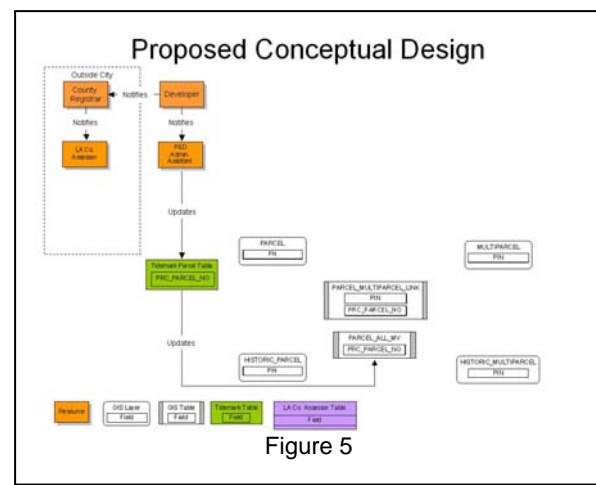 Proposed Conceptual Design
Outside City
County
Registrar
Notifies
Developer
Notifies
Notifies
LA Co.
Assessor
P&D
Admin.
Assistant
Updates
PARCEL
PIN
MULTIPARCEL
PIN
Tidemark Parcel Table
PRC_PARCEL_NO
PARCEL_MULTIPARCEL_LINK
PIN
PRC_PARCEL_NO
Updates
PARCEL_ALL_MV
PRC_PARCEL_NO
HISTORIC_PARCEL
PIN
HISTORIC_MULTIPARCEL
PIN
Resource
GIS Layer
Field
GIS Table
Field
Tidemark Table
Field
LA Co. Assessor Table
Field
Figure 5